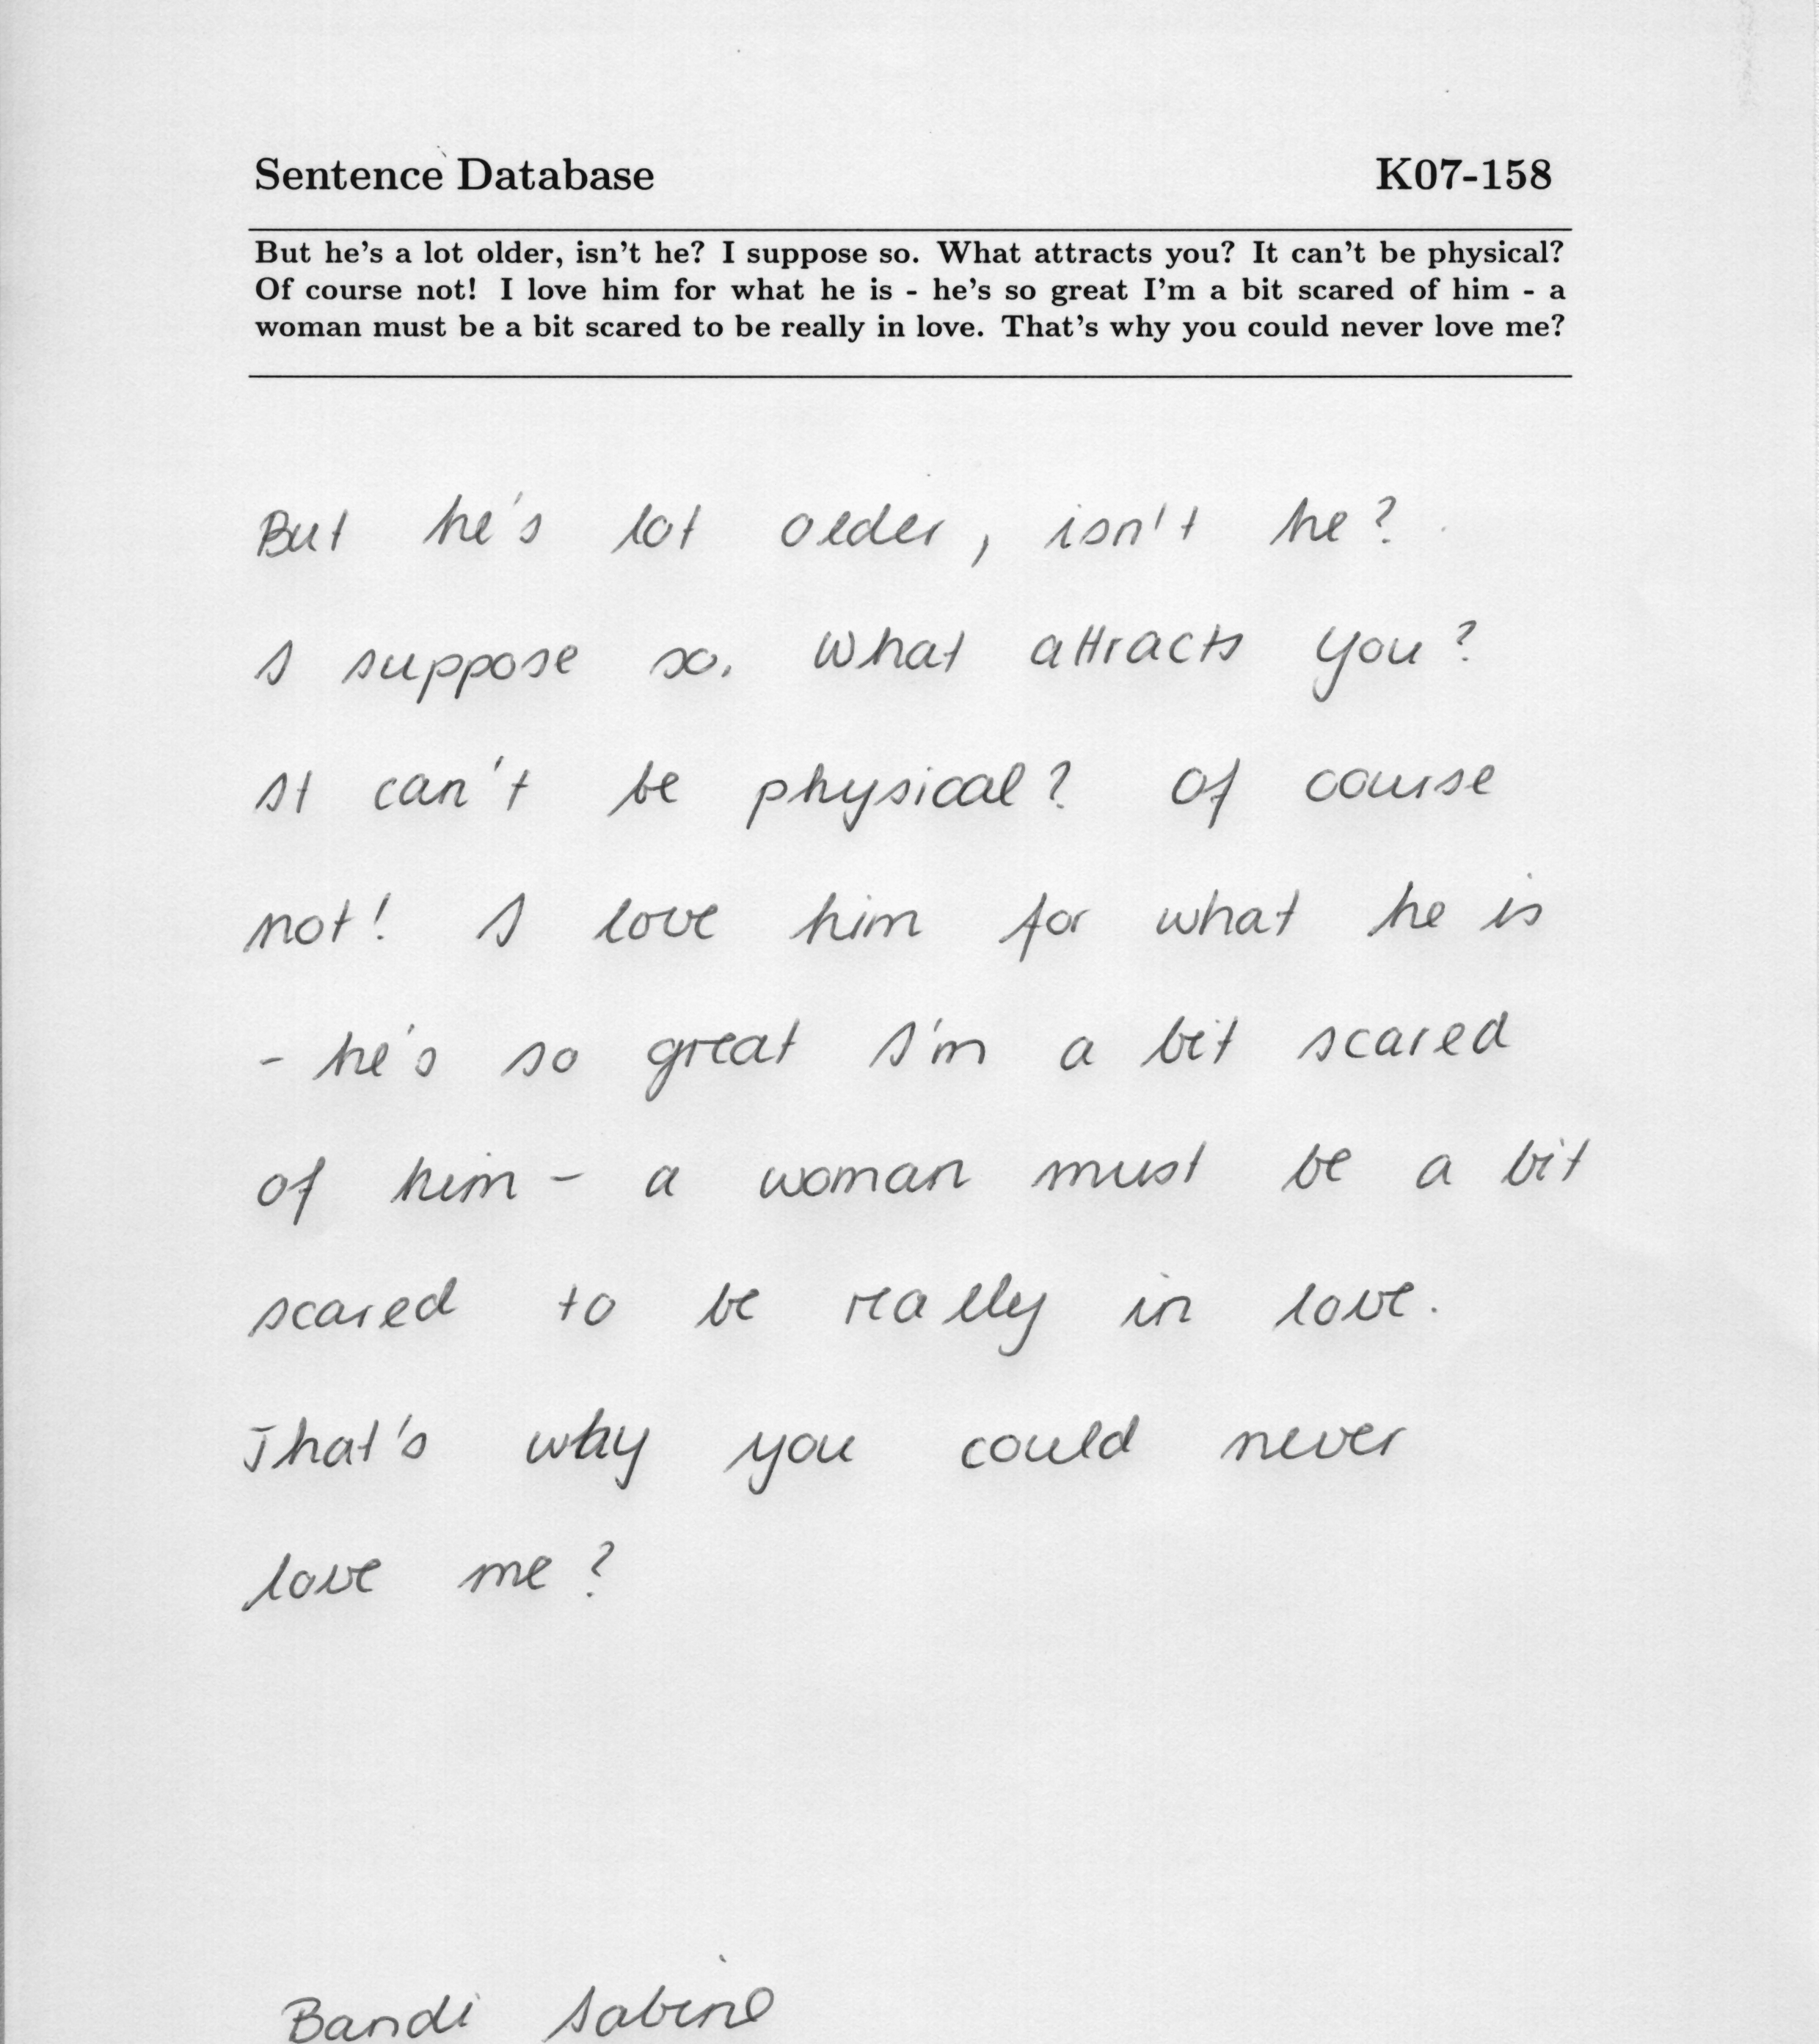 Sentence Database K07-158
But he's a lot older, isn't he? I suppose so. What attracts you? It can't be physical?
Of course not! I love him for what he is - he's so great I'm a bit scared of him - a
woman must be a bit scared to be really in love. That's why you could never love me?
But he's lot older, isn't he?
I suppose so. What attracts you?
It can't be physical? Of course
not! I love him for what he is
- he's so great I'm a bit scared
of him - a woman must be a bit
scared to be really in love.
That's why you could never
love me?
Bandi Sabine